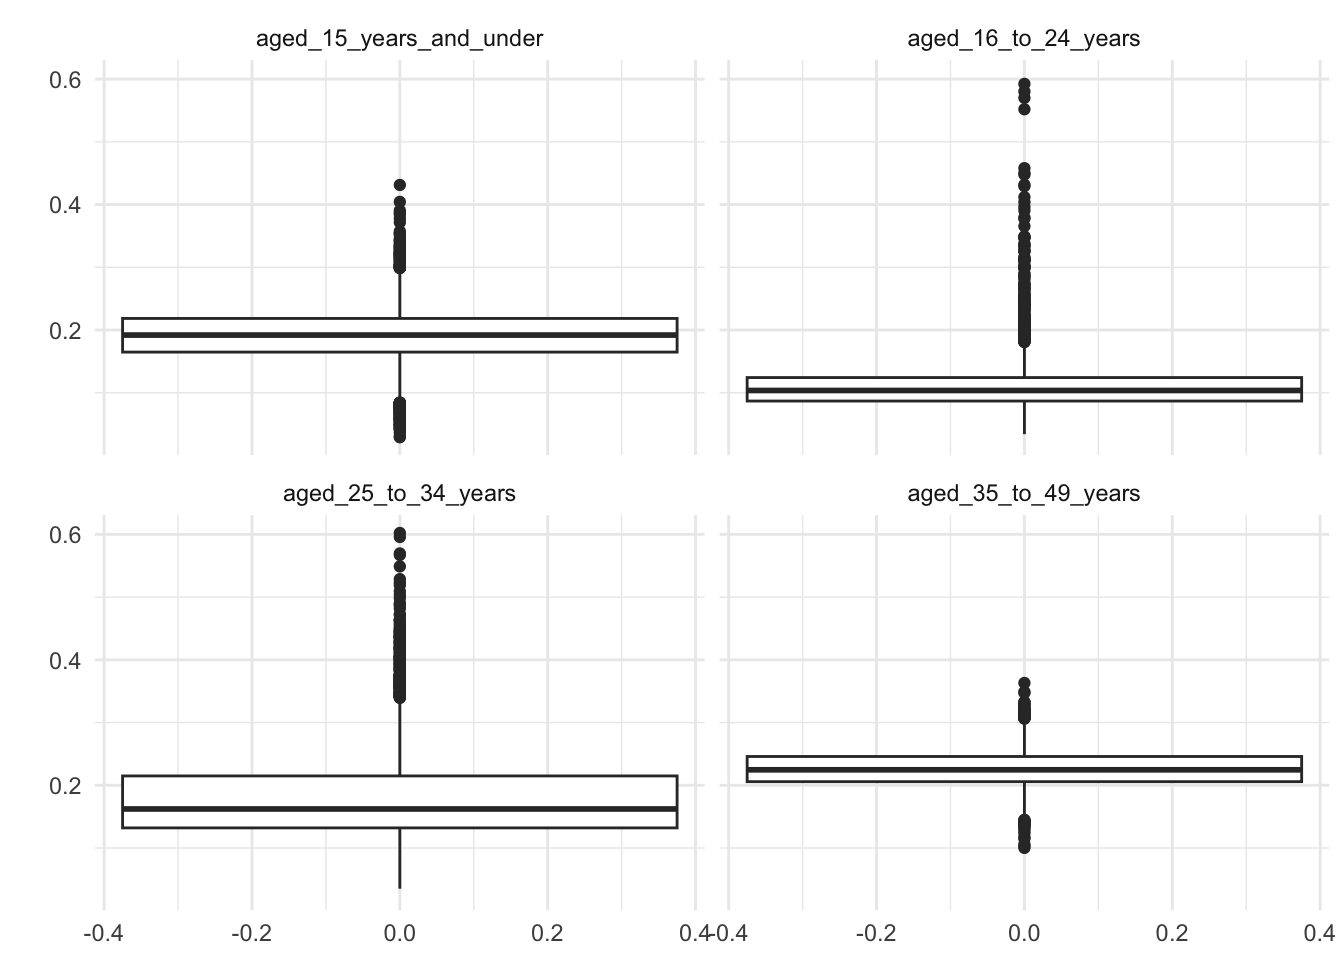 aged_15_years_and_under aged_16_to_24_years
0.6
0.4
0.2
aged_25_to_34_years aged_35_to_49_years
0.6
0.4
0.2
-0.4 -0.2 0.0 0.2 0.4 -0.4 -0.2 0.0 0.2 0.4